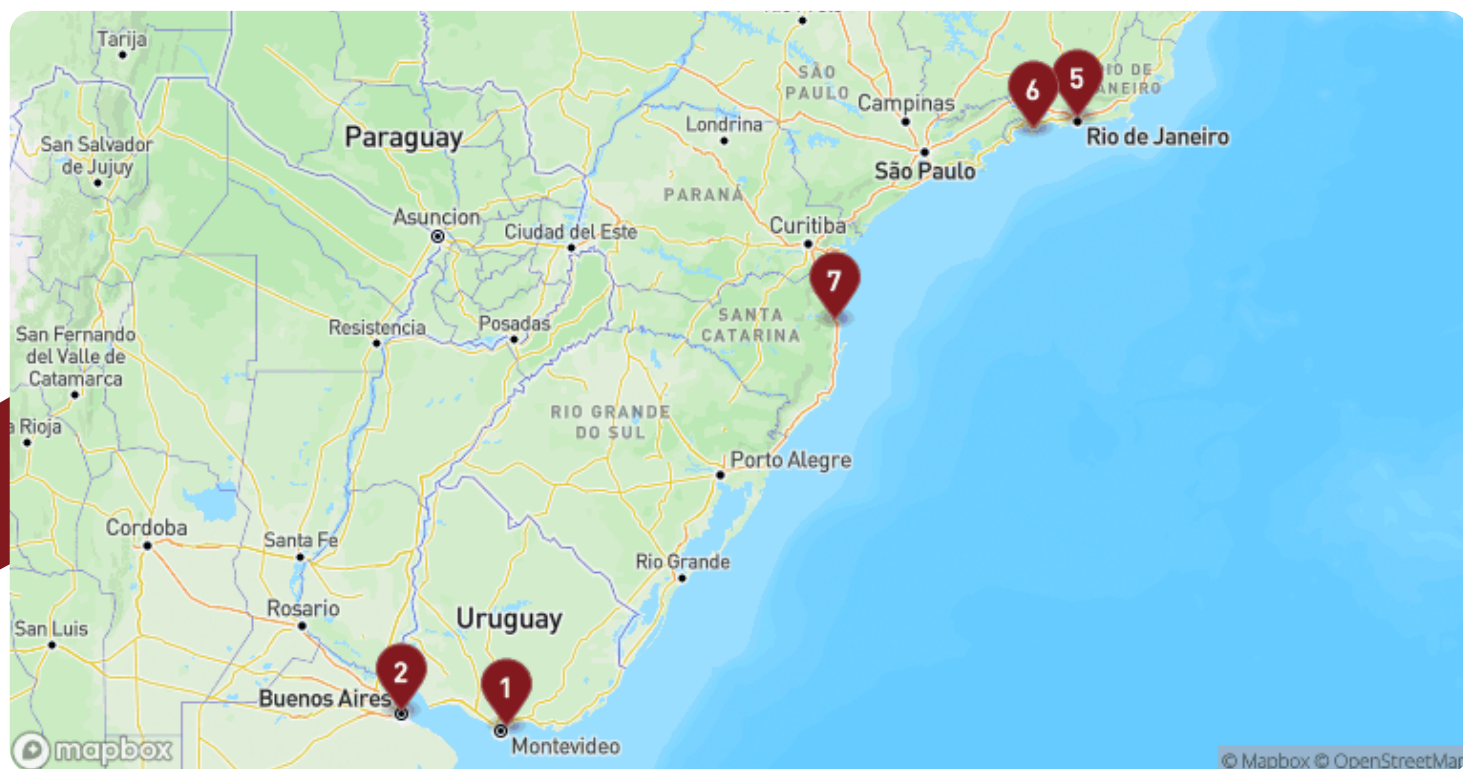 Tarija
SÃO
PAULO
Campinas
6
5
RIO DE
JANEIRO
Rio de Janeiro
São Paulo
Londrina
Paraguay
San Salvador
de Jujuy
PARANÁ
Asuncion
Ciudad del Este
Curitiba
7
SANTA
CATARINA
Resistencia
Posadas
San Fernando
del Valle de
Catamarca
a Rioja
RIO GRANDE
DO SUL
Porto Alegre
Cordoba
Santa Fe
Rio Grande
Rosario
Uruguay
San Luis
2
1
Buenos Aires
Montevideo
mapbox
© Mapbox © OpenStreetMap